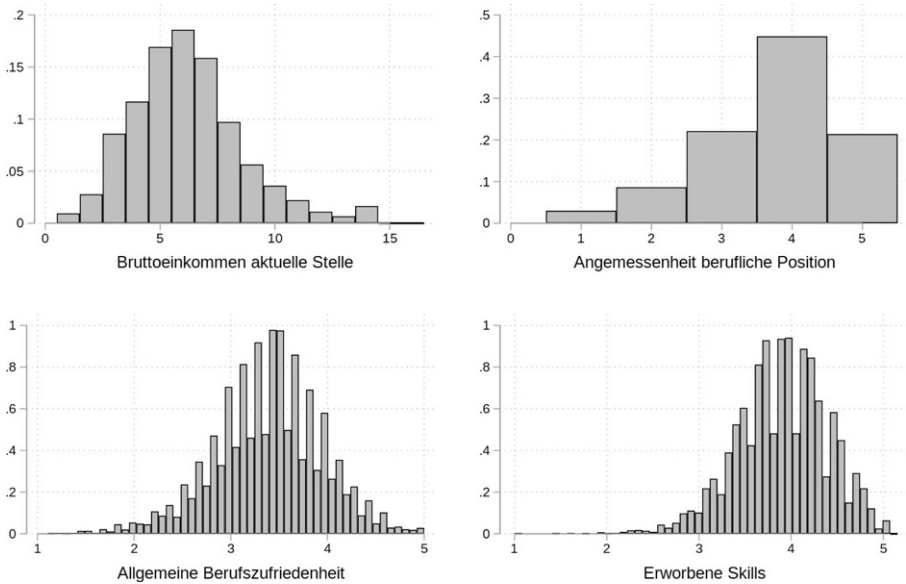 .2
.15
.1
.05
0
0 5 10 15
Bruttoeinkommen aktuelle Stelle
.5
.4
.3
.2
.1
0
0 1 2 3 4 5
Angemessenheit berufliche Position
1
.8
.6
.4
.2
0
1 2 3 4 5
Allgemeine Berufszufriedenheit
1
.8
.6
.4
.2
0
1 2 3 4 5
Erworbene Skills